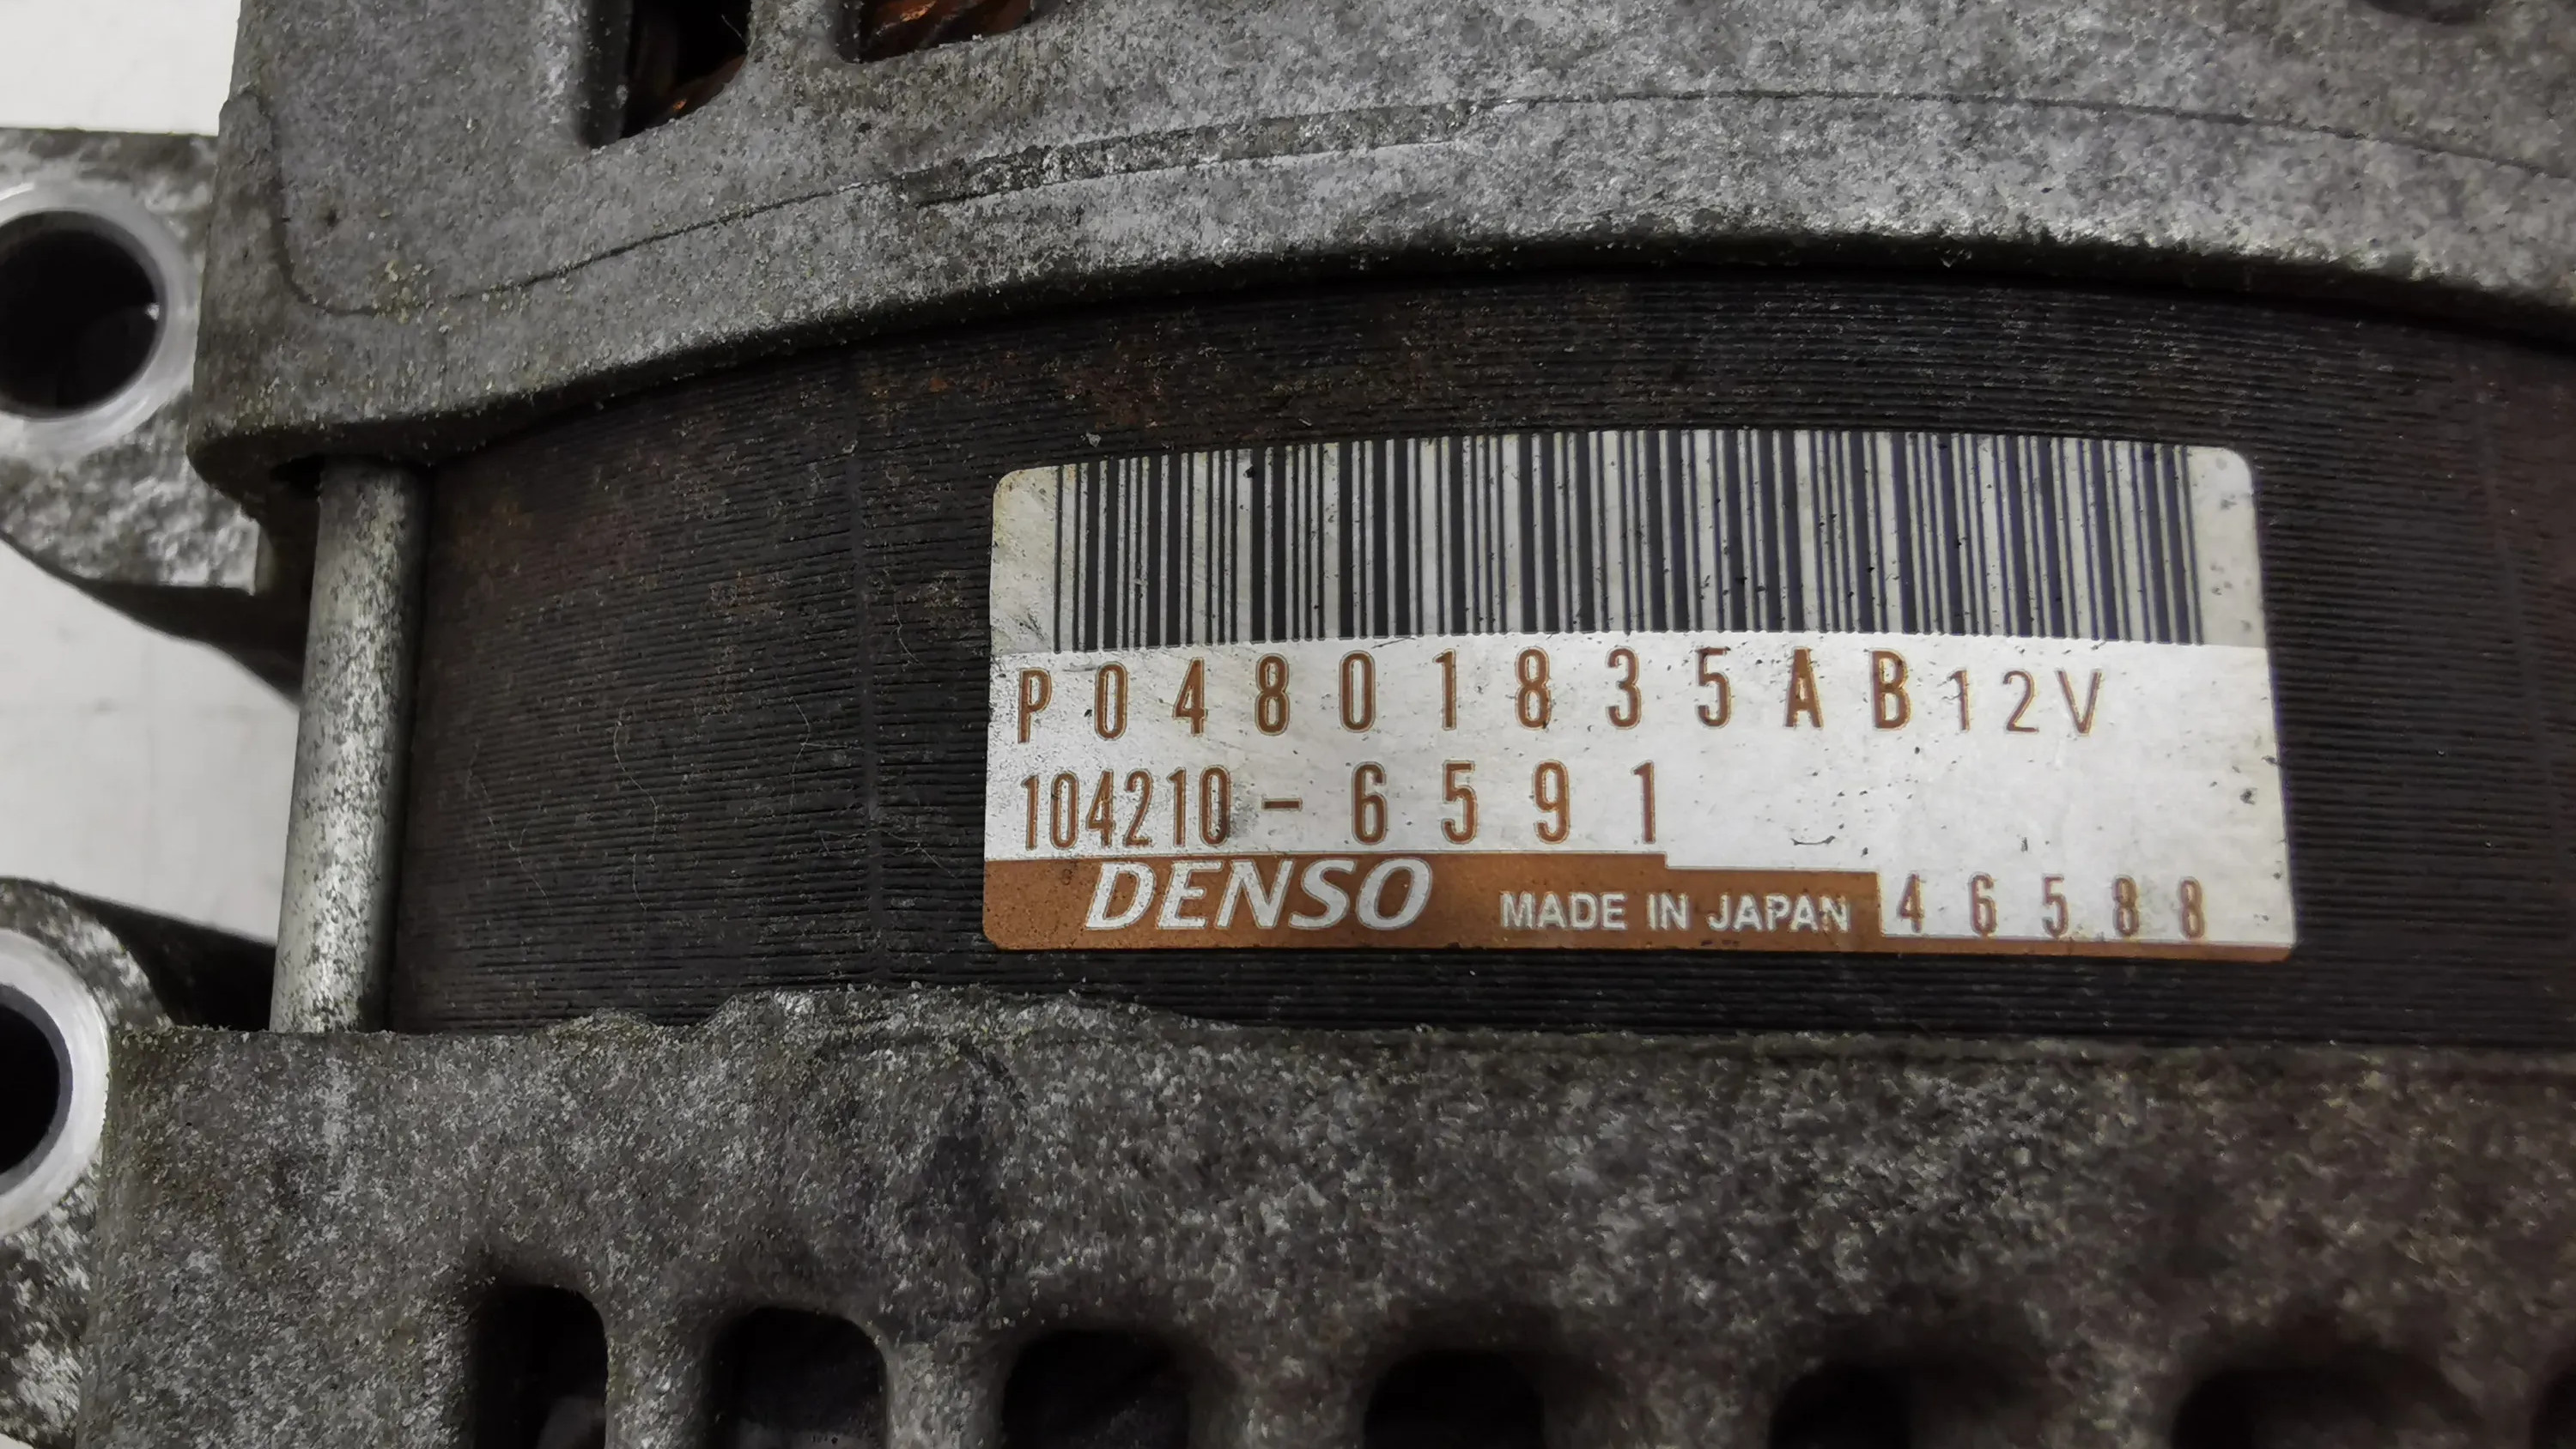 P04801835AB 12V
104210-6591
DENSO MADE IN JAPAN 46588